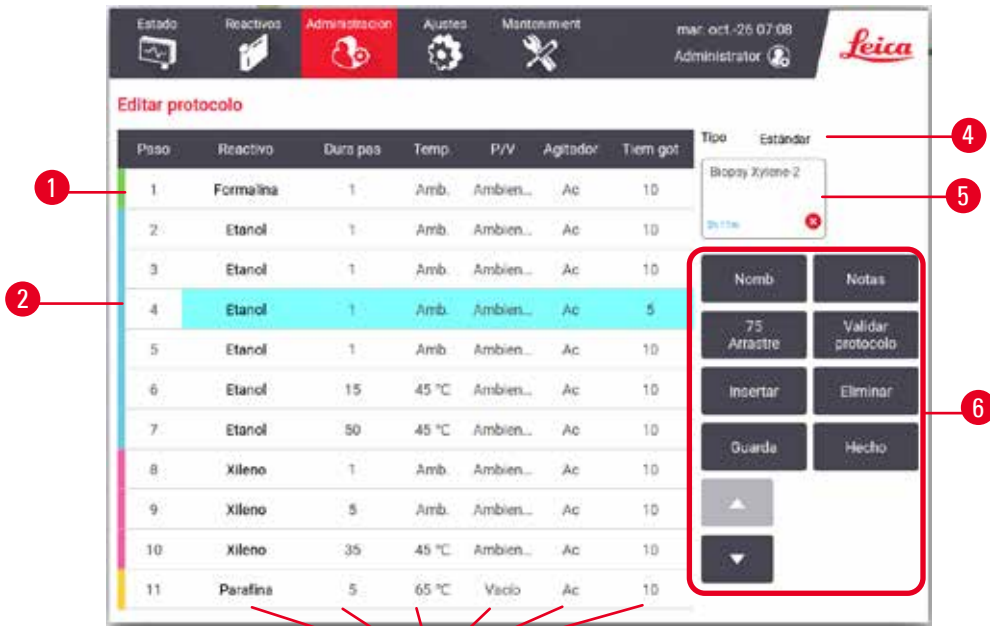 Estado Reactivos Administracion Ajustes Mantenimient mar. oct.-26 07:08
Administrator
Leica
Editar protocolo
Paso Reactivo Dura pas Temp. P/V Agitador Tiem got
1 Formalina 1 Amb. Ambien... Ac 10
2 Etanol 1 Amb. Ambien... Ac 10
3 Etanol 1 Amb. Ambien... Ac 10
4 Etanol 1 Amb. Ambien... Ac 5
5 Etanol 1 Amb. Ambien... Ac 10
6 Etanol 15 45 °C Ambien... Ac 10
7 Etanol 50 45 °C Ambien... Ac 10
8 Xileno 1 Amb. Ambien... Ac 10
9 Xileno 5 Amb. Ambien... Ac 10
10 Xileno 35 45 °C Ambien... Ac 10
11 Parafina 5 65 °C Vacío Ac 10
Tipo Estándar
Biopsy Xylene-2
Nomb Notas
75
Arrastre
Validar
protocolo
Insertar Eliminar
Guarda Hecho
1
2
4
5
6